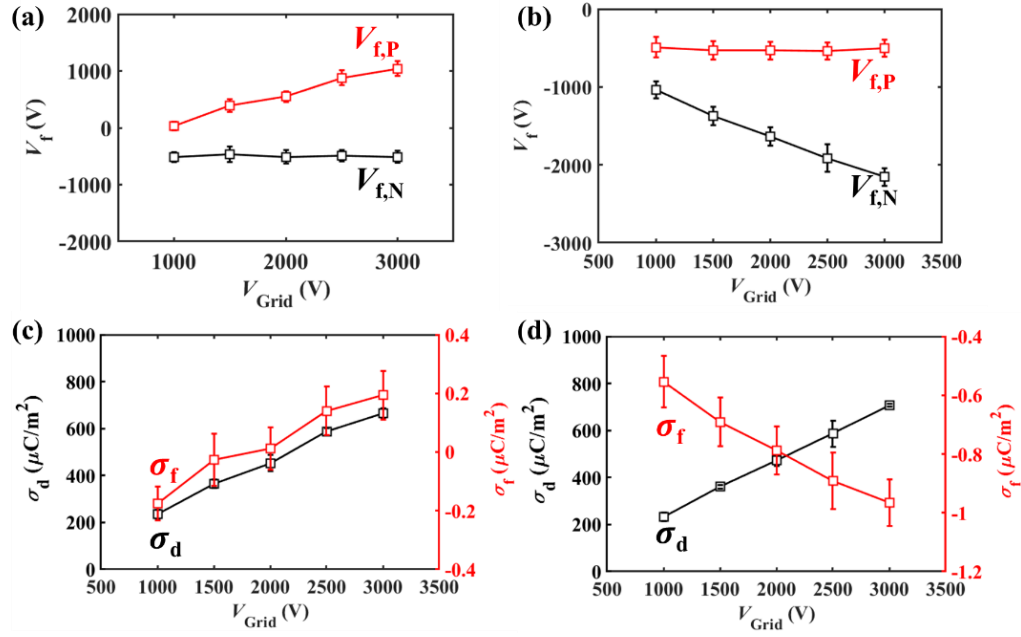 (a)
2000
1000
0
-1000
-2000
V_f (V)
V_f,P
V_f,N
1000 2000 3000
V_Grid (V)
(b)
0
-1000
-2000
-3000
V_f (V)
V_f,P
V_f,N
500 1000 1500 2000 2500 3000 3500
V_Grid (V)
(c)
1000
800
600
400
200
0
σ_d (μC/m²)
σ_f
σ_d
0.4
0.2
0
-0.2
-0.4
σ_f (μC/m²)
500 1000 1500 2000 2500 3000 3500
V_Grid (V)
(d)
1000
800
600
400
200
0
σ_d (μC/m²)
σ_f
σ_d
-0.4
-0.6
-0.8
-1
-1.2
σ_f (μC/m²)
500 1000 1500 2000 2500 3000 3500
V_Grid (V)